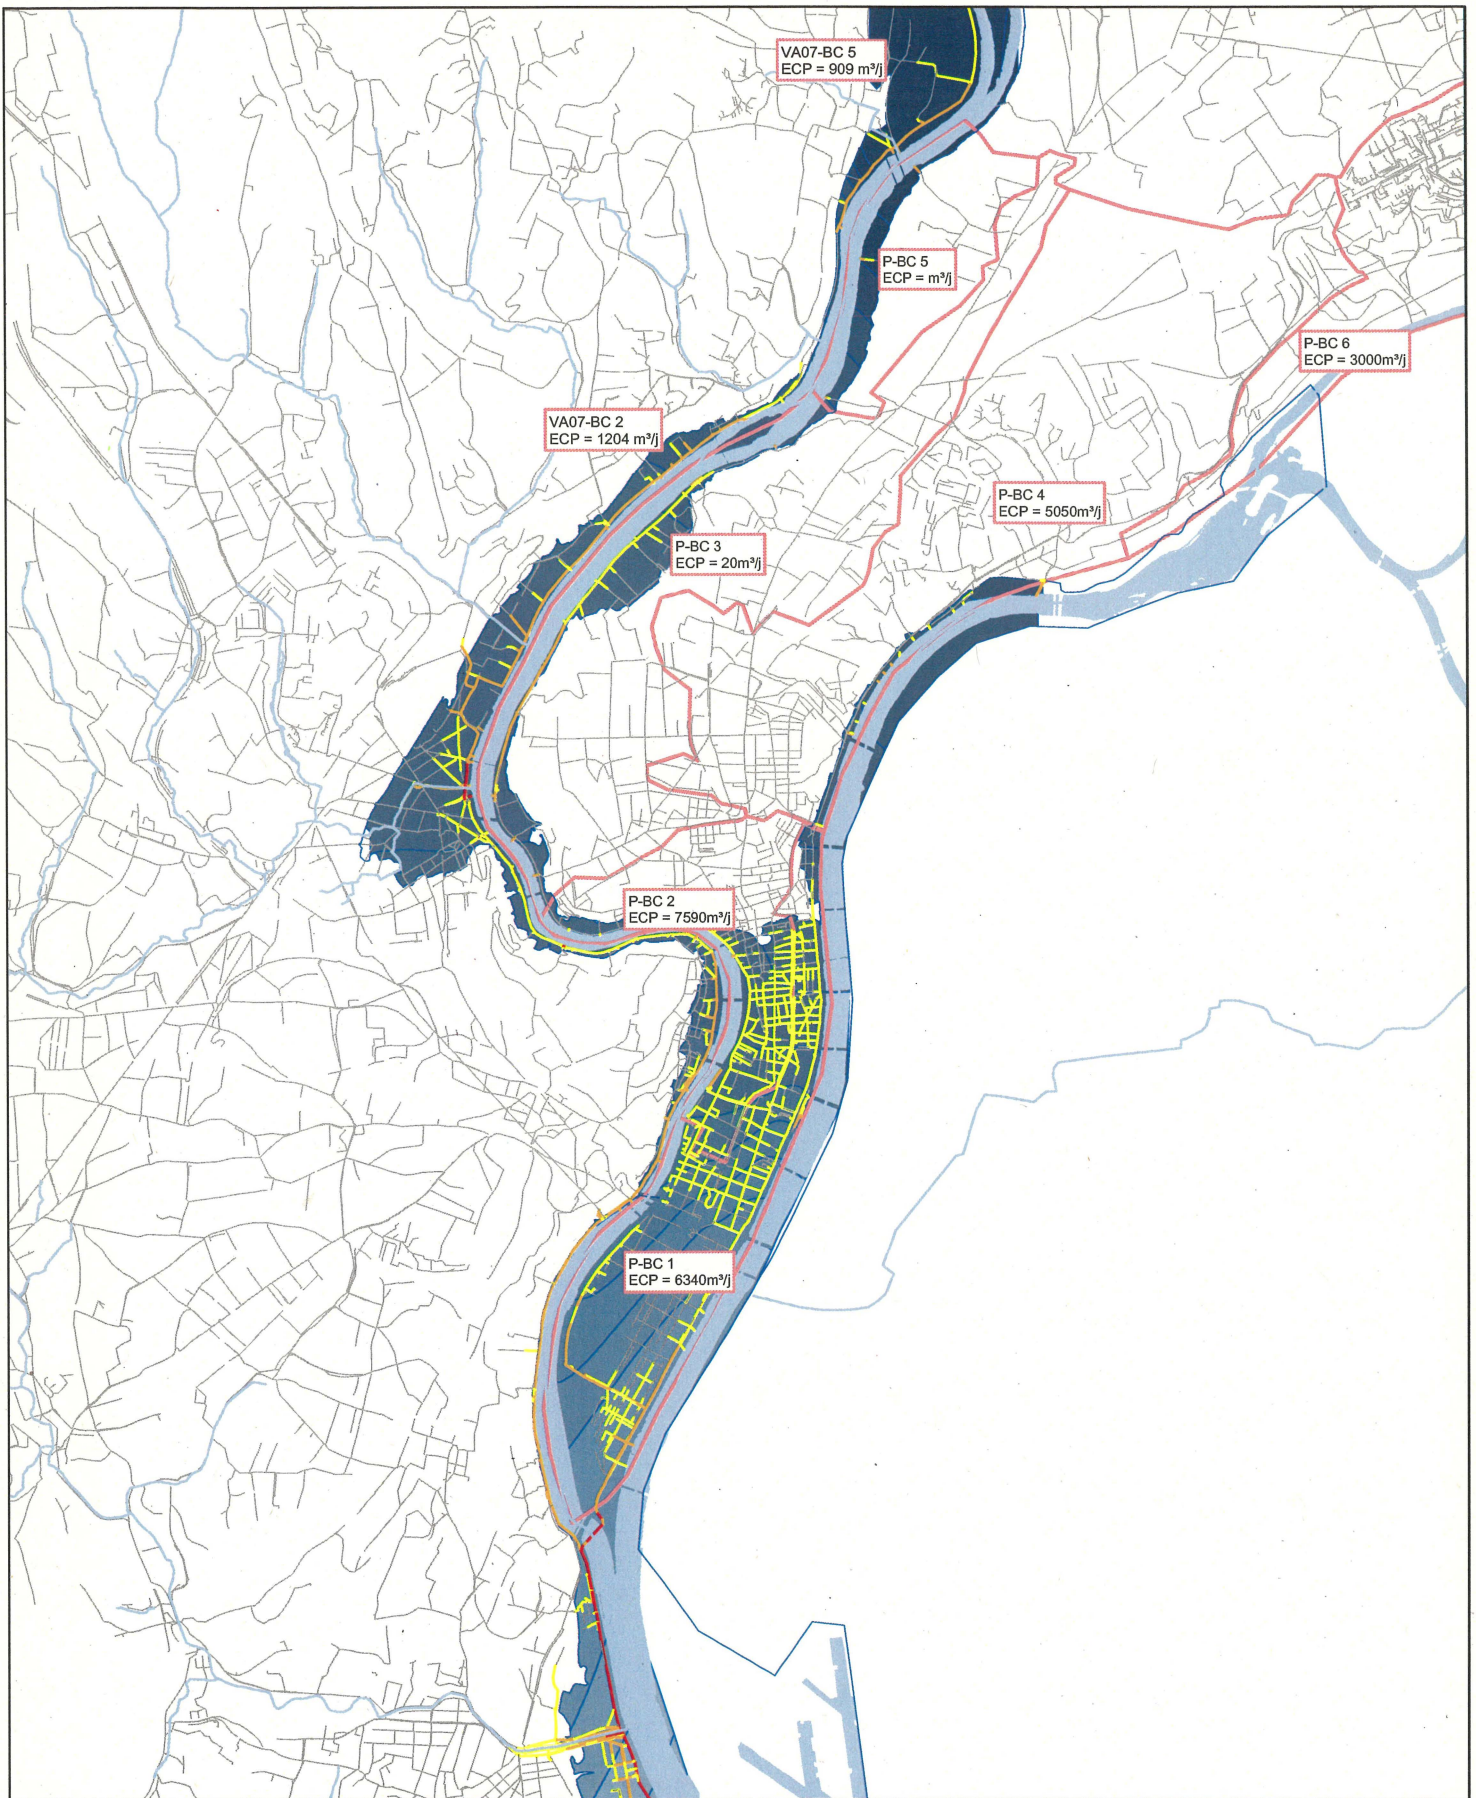 VA07-BC 5
ECP = 909 m³/j
P-BC 5
ECP = m³/j
P-BC 6
ECP = 3000m³/j
VA07-BC 2
ECP = 1204 m³/j
P-BC 4
ECP = 5050m³/j
P-BC 3
ECP = 20m³/j
P-BC 2
ECP = 7590m³/j
P-BC 1
ECP = 6340m³/j